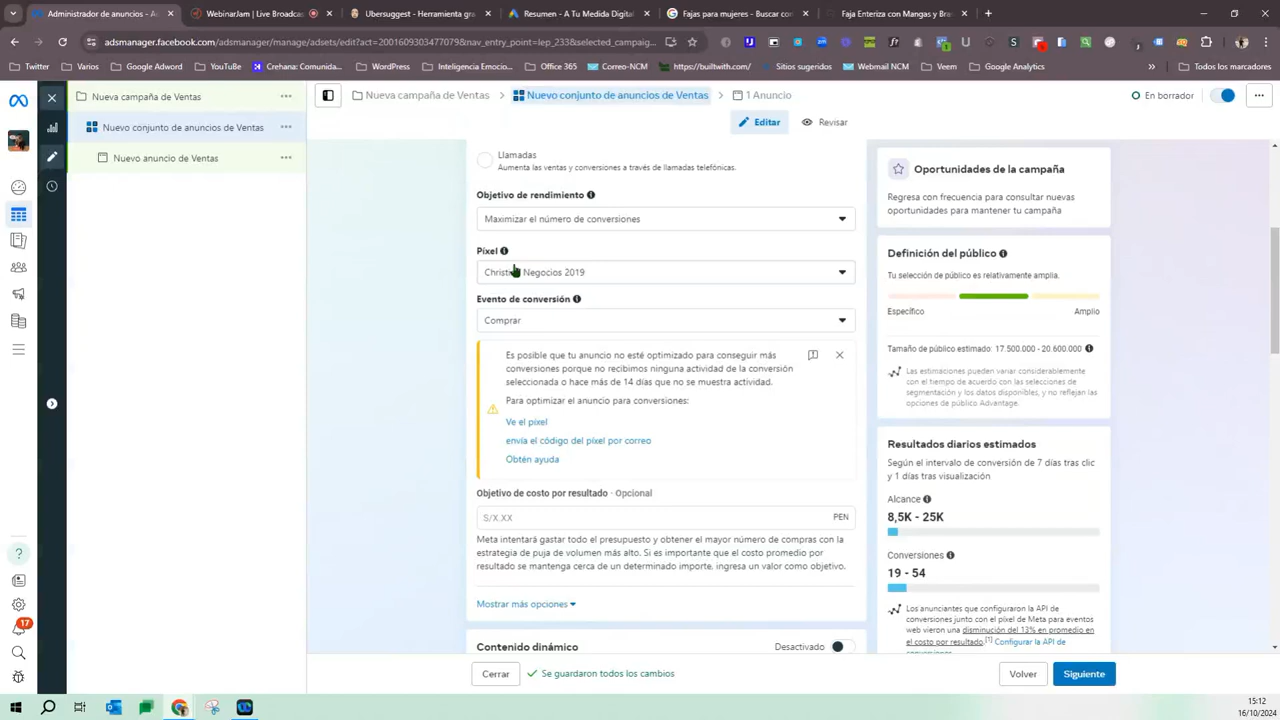 Administrador de anuncios - Ads
WebinarJam | Live Broadcas
Ubersuggest - Herramienta gr
Resumen - A Tu Medida Digital
Fajas para mujeres - Buscar con
Faja Enteriza con Mangas y Bra
adsmanager.facebook.com/adsmanager/manage/adsets/edit?act=2001609303477079&nav_entry_point=lep_233&selected_campaig...
Twitter
Varios
Google Adword
YouTube
Crehana: Comunida...
WordPress
Inteligencia Emocio...
Office 365
Correo-NCM
https://builtwith.com/
Sitios sugeridos
Webmail NCM
Veem
Google Analytics
Todos los marcadores
Nueva campaña de Ventas
Nuevo conjunto de anuncios de Ventas
Nuevo anuncio de Ventas
Nueva campaña de Ventas
Nuevo conjunto de anuncios de Ventas
1 Anuncio
En borrador
Editar
Revisar
Llamadas
Aumenta las ventas y conversiones a través de llamadas telefónicas.
Objetivo de rendimiento
Maximizar el número de conversiones
Píxel
Negocios 2019
Evento de conversión
Comprar
Es posible que tu anuncio no esté optimizado para conseguir más
conversiones porque no recibimos ninguna actividad de la conversión
seleccionada o hace más de 14 días que no se muestra actividad.
Para optimizar el anuncio para conversiones:
Ve el píxel
envía el código del píxel por correo
Obtén ayuda
Objetivo de costo por resultado · Opcional
S/X.XX
PEN
Meta intentará gastar todo el presupuesto y obtener el mayor número de compras con la
estrategia de puja de volumen más alto. Si es importante que el costo promedio por
resultado se mantenga cerca de un determinado importe, ingresa un valor como objetivo.
Mostrar más opciones
Contenido dinámico
Desactivado
Oportunidades de la campaña
Regresa con frecuencia para consultar nuevas
oportunidades para mantener tu campaña
Definición del público
Tu selección de público es relativamente amplia.
Específico
Amplio
Tamaño de público estimado: 17.500.000 - 20.600.000
Las estimaciones pueden variar considerablemente
con el tiempo de acuerdo con las selecciones de
segmentación y los datos disponibles, y no reflejan las
opciones de público Advantage.
Resultados diarios estimados
Según el intervalo de conversión de 7 días tras clic
y 1 días tras visualización
Alcance
8,5K - 25K
Conversiones
19 - 54
Los anunciantes que configuraron la API de
conversiones junto con el píxel de Meta para eventos
web vieron una disminución del 13% en promedio en
el costo por resultado.[1] Configurar la API de
conversiones
Cerrar
Se guardaron todos los cambios
Volver
Siguiente
17
15:12
16/10/2024